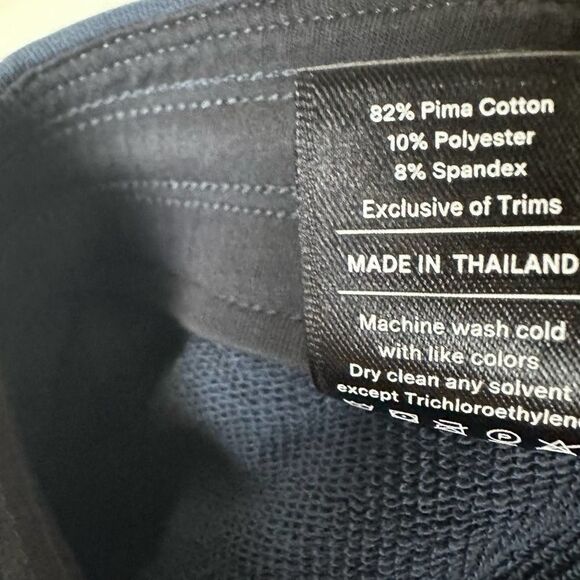 82% Pima Cotton
10% Polyester
8% Spandex
Exclusive of Trims
MADE IN THAILAND
Machine wash cold
with like colors
Dry clean any solvent
except Trichloroethylene
P